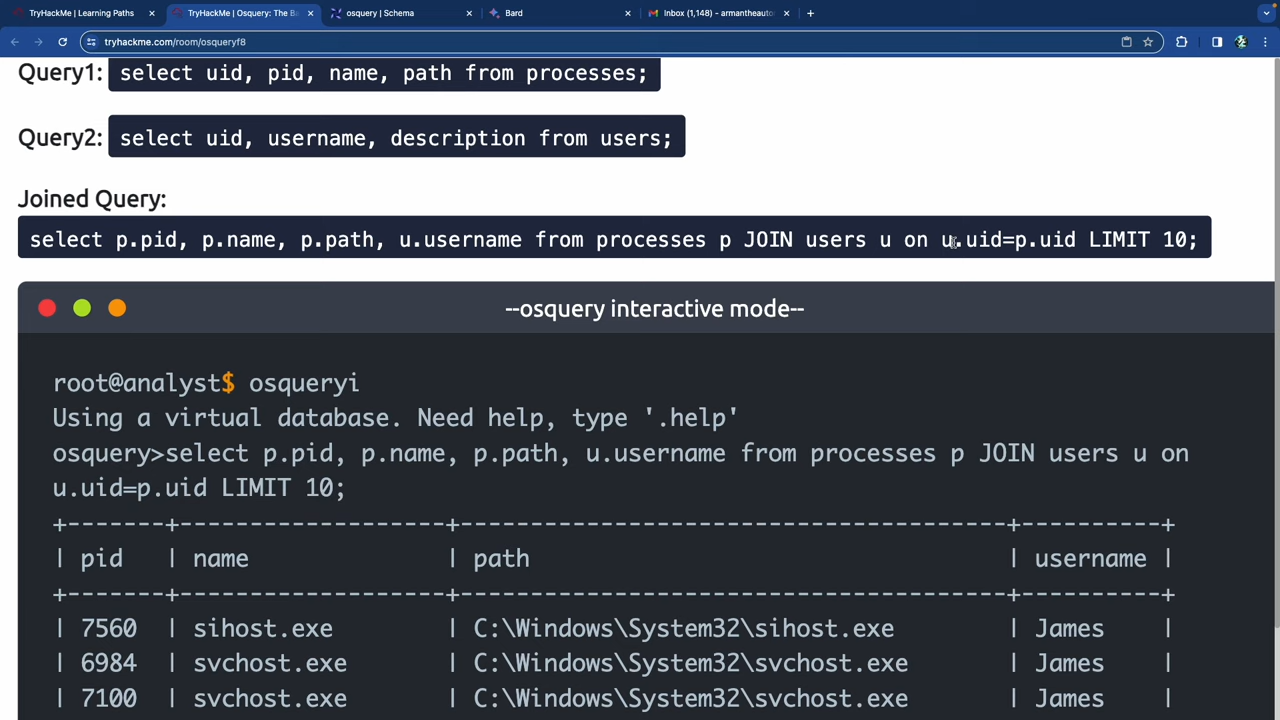 TryHackMe | Learning Paths
TryHackMe | Osquery: The Ba
osquery | Schema
Bard
Inbox (1,148) - armantheauto
tryhackme.com/room/osqueryf8
Query1: select uid, pid, name, path from processes;
Query2: select uid, username, description from users;
Joined Query:
select p.pid, p.name, p.path, u.username from processes p JOIN users u on u.uid=p.uid LIMIT 10;
--osquery interactive mode--
root@analyst$ osqueryi
Using a virtual database. Need help, type '.help'
osquery>select p.pid, p.name, p.path, u.username from processes p JOIN users u on
u.uid=p.uid LIMIT 10;
+-------+-------------------+----------------------------------------+----------+
| pid | name | path | username |
+-------+-------------------+----------------------------------------+----------+
| 7560 | sihost.exe | C:\Windows\System32\sihost.exe | James |
| 6984 | svchost.exe | C:\Windows\System32\svchost.exe | James |
| 7100 | svchost.exe | C:\Windows\System32\svchost.exe | James |